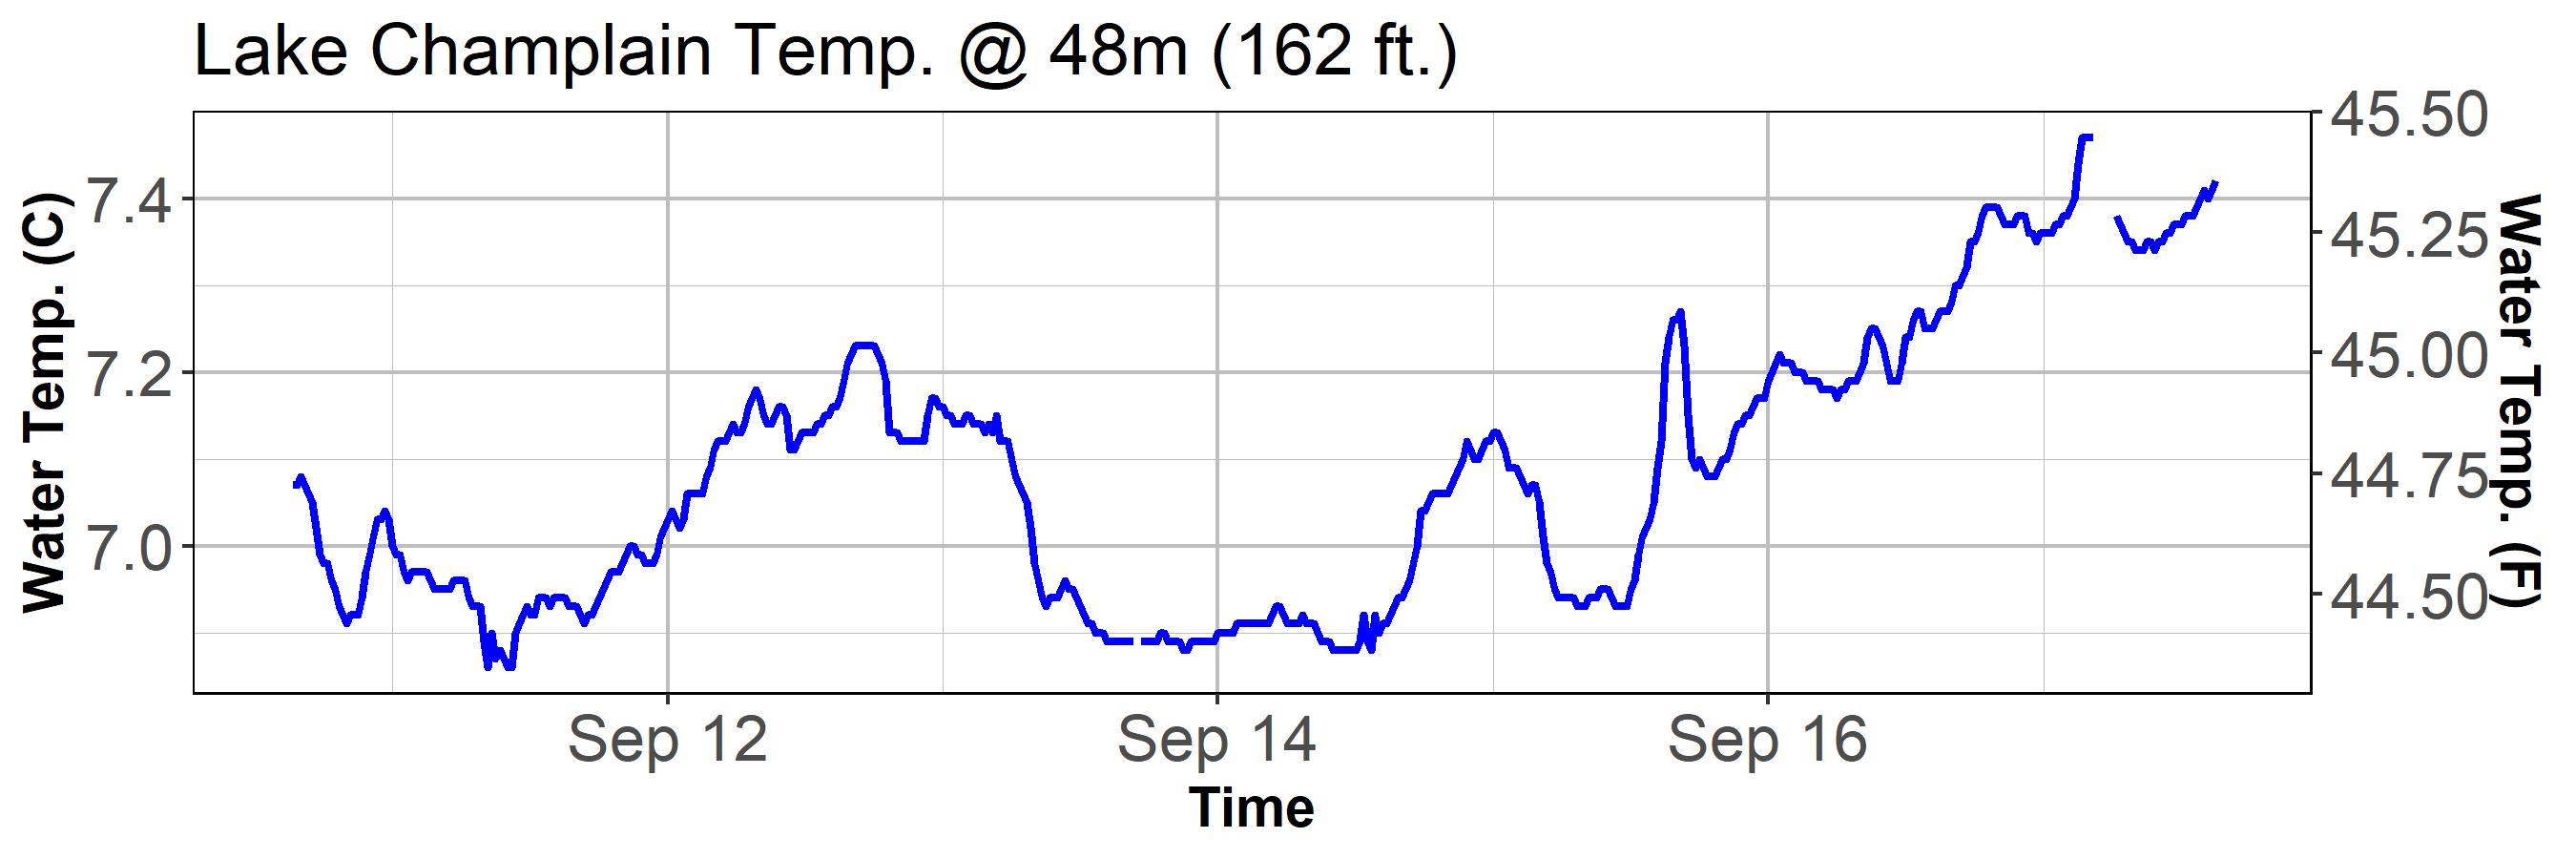 Lake Champlain Temp. @ 48m (162 ft.)
Water Temp. (C)
7.4
7.2
7.0
45.50
45.25
45.00
44.75
44.50
Water Temp. (F)
Sep 12
Sep 14
Sep 16
Time